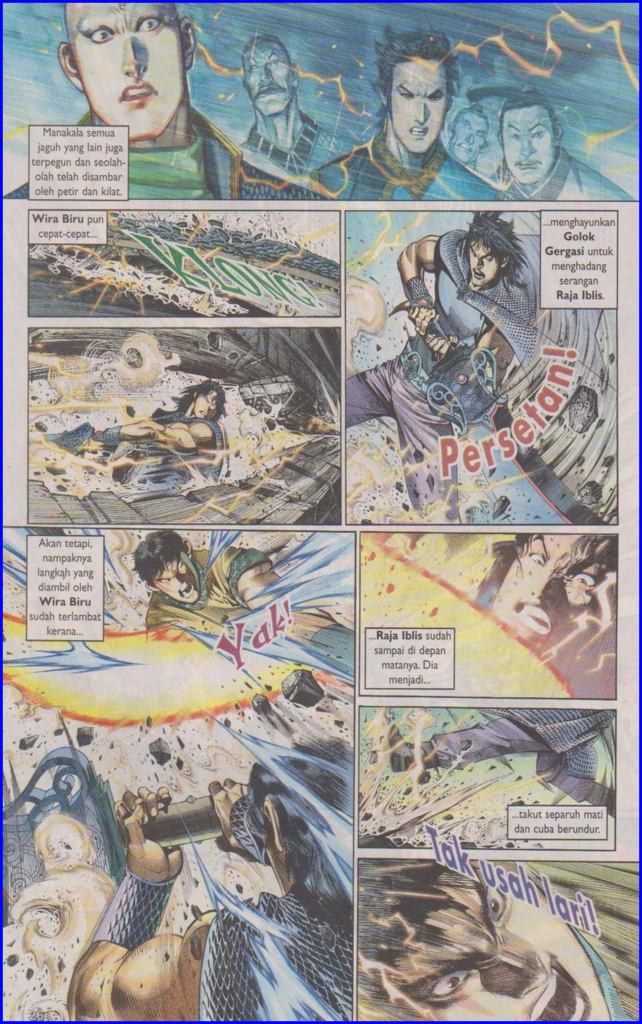 Manakala semua
jaguh yang lain juga
terpegun dan seolah-
olah telah disambar
oleh petir dan kilat.
Wira Biru pun
cepat-cepat...
KLONG!
...menghayunkan
Golok
Gergasi untuk
menghadang
serangan
Raja Iblis.
Persetan!
Akan tetapi,
nampaknya
langkah yang
diambil oleh
Wira Biru
sudah terlambat
kerana...
Yak!
...Raja Iblis sudah
sampai di depan
matanya. Dia
menjadi...
...takut separuh mati
dan cuba berundur.
Tak usah lari!
26